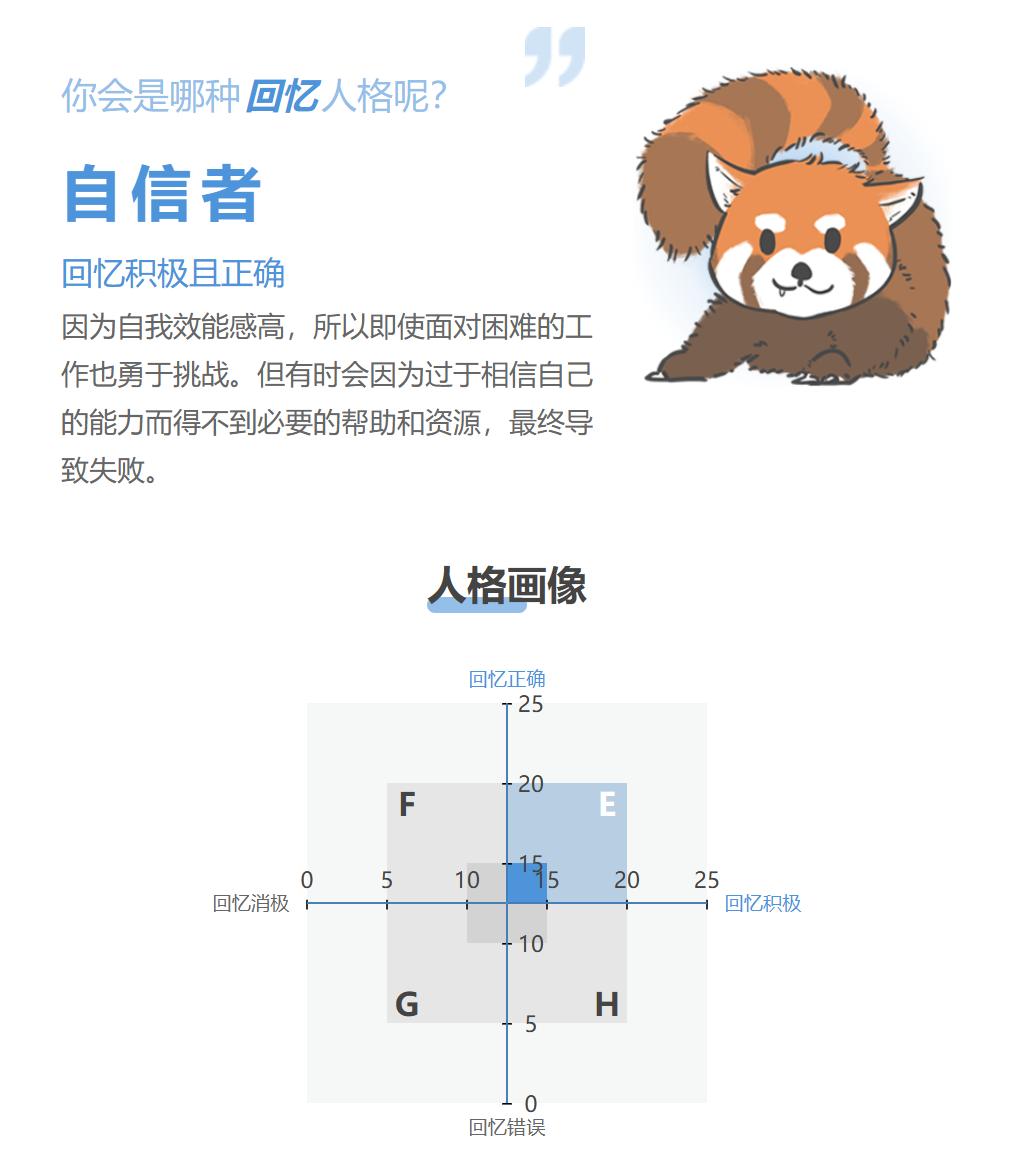 你会是哪种回忆人格呢？
自信者
回忆积极且正确
因为自我效能感高，所以即使面对困难的工
作也勇于挑战。但有时会因为过于相信自己
的能力而得不到必要的帮助和资源，最终导
致失败。
人格画像
回忆正确
25
F 20 E
15
0 5 10 15 20 25
回忆消极 回忆积极
10
G H
5
0
回忆错误